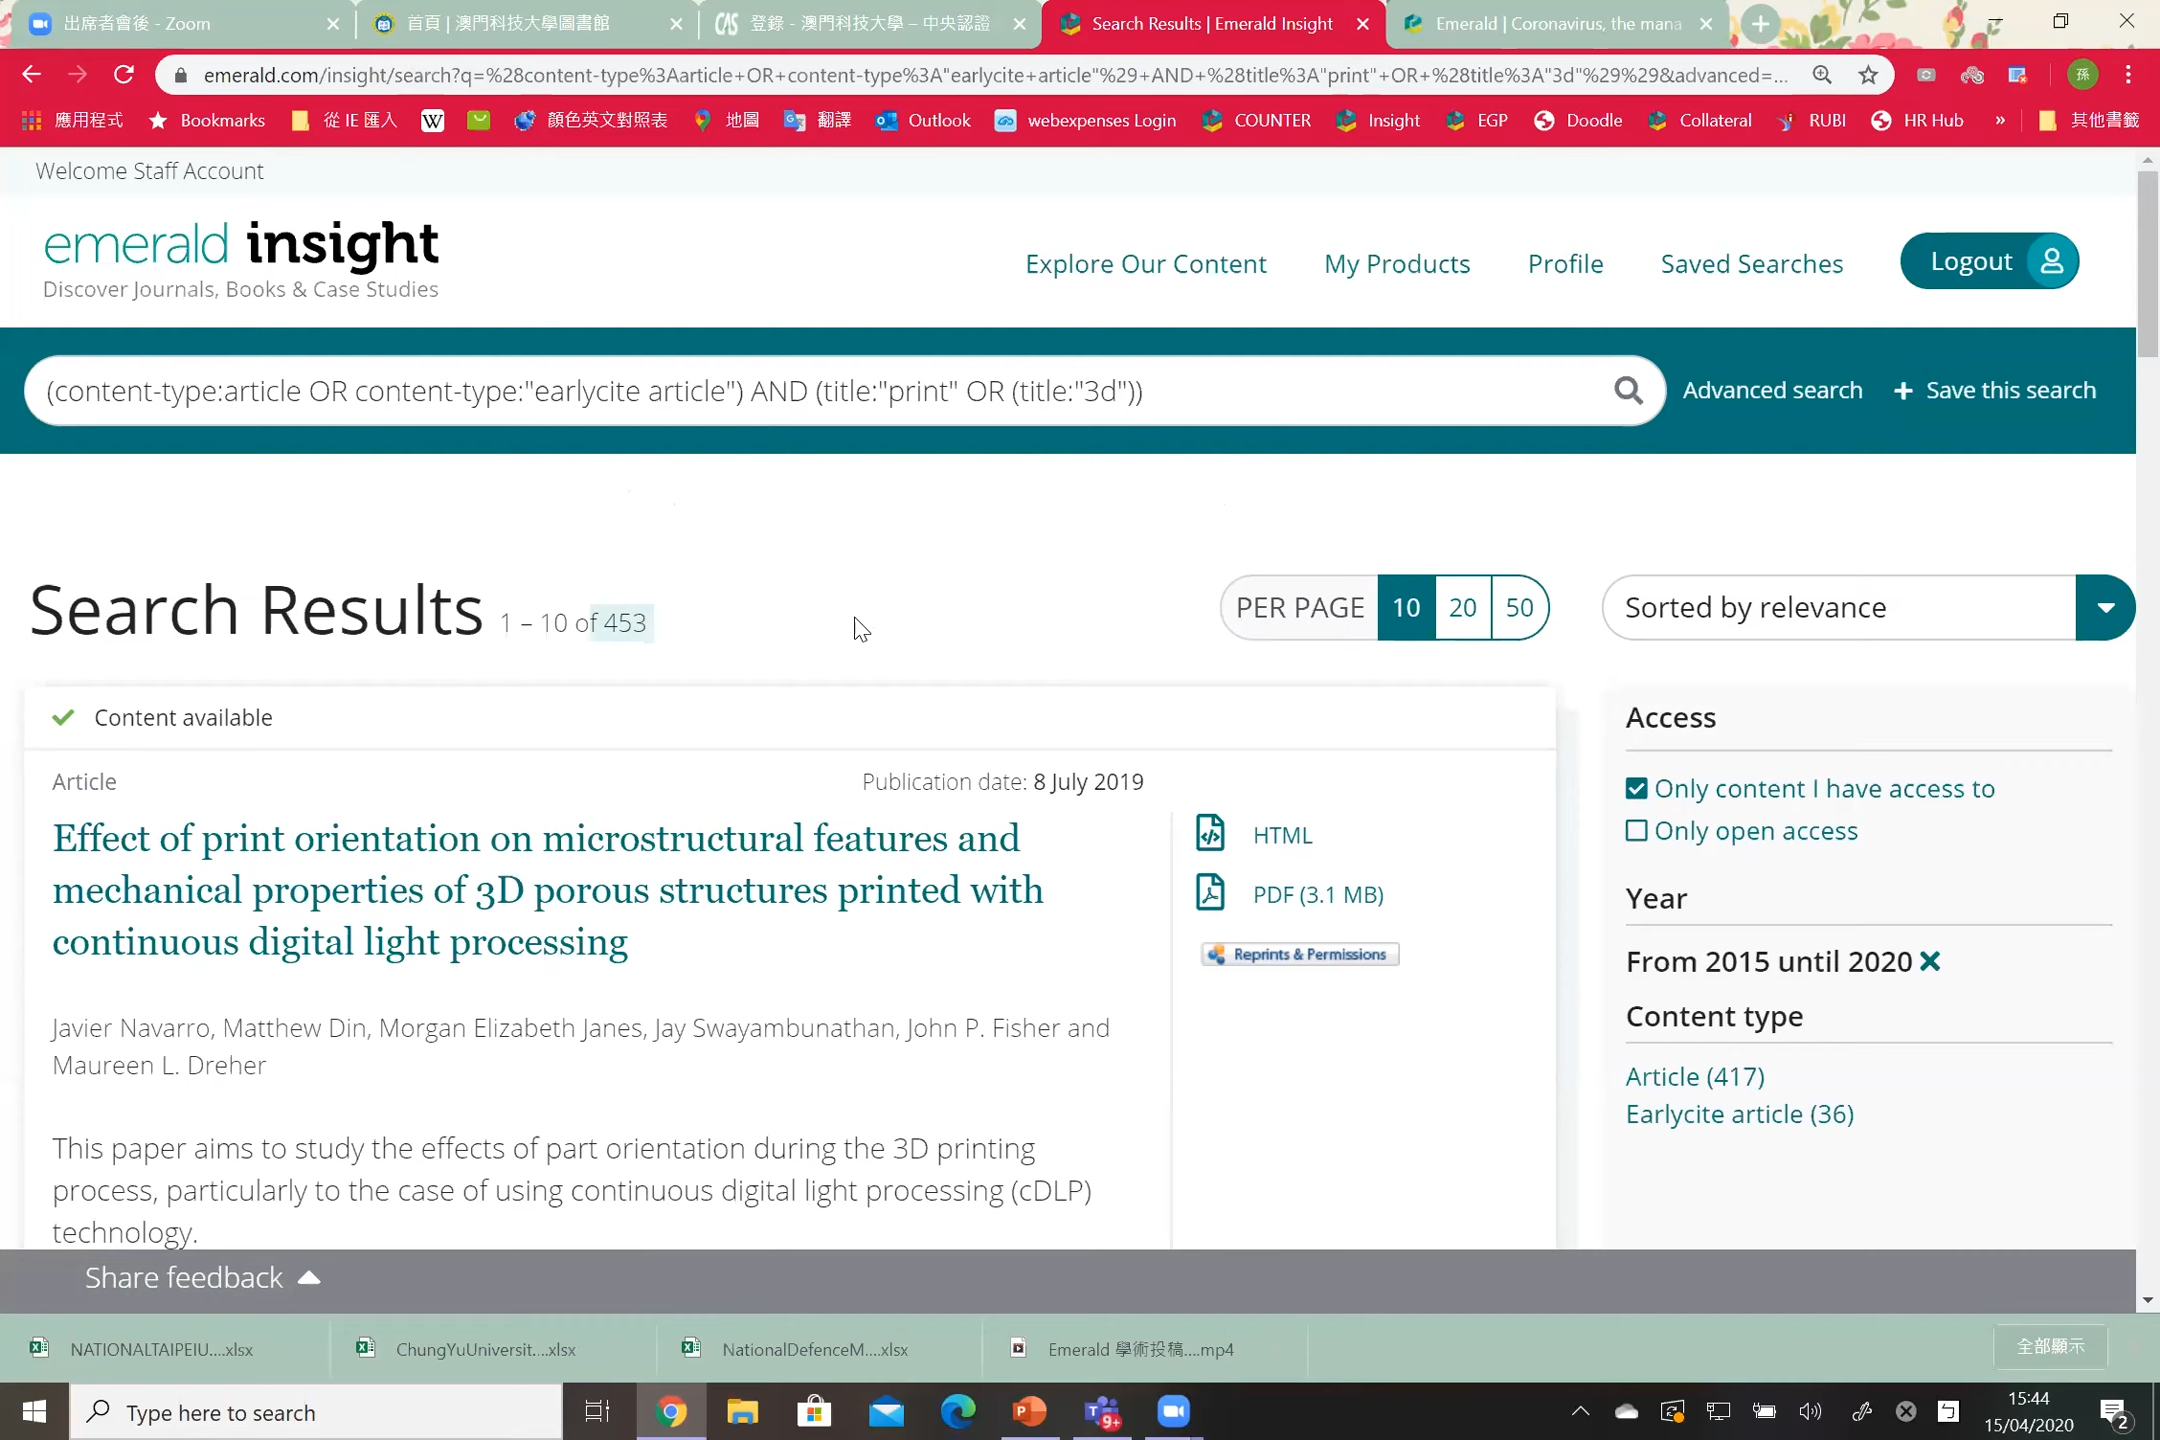 出席者會後 - Zoom
首頁 | 澳門科技大學圖書館
登錄 - 澳門科技大學 – 中央認證
Search Results | Emerald Insight
Emerald | Coronavirus, the mana
emerald.com/insight/search?q=%28content-type%3Aarticle+OR+content-type%3A"earlycite+article"%29+AND+%28title%3A"print"+OR+%28title%3A"3d"%29%29&advanced=...
孫
應用程式
Bookmarks
從 IE 匯入
W
顏色英文對照表
地圖
翻譯
Outlook
webexpenses Login
COUNTER
Insight
EGP
Doodle
Collateral
RUBI
HR Hub
»
其他書籤
Welcome Staff Account
emerald insight
Discover Journals, Books & Case Studies
Explore Our Content
My Products
Profile
Saved Searches
Logout
(content-type:article OR content-type:"earlycite article") AND (title:"print" OR (title:"3d"))
Advanced search
+ Save this search
Search Results 1 – 10 of 453
PER PAGE 10 20 50
Sorted by relevance
Content available
Article
Publication date: 8 July 2019
Effect of print orientation on microstructural features and
mechanical properties of 3D porous structures printed with
continuous digital light processing
Javier Navarro, Matthew Din, Morgan Elizabeth Janes, Jay Swayambunathan, John P. Fisher and
Maureen L. Dreher
This paper aims to study the effects of part orientation during the 3D printing
process, particularly to the case of using continuous digital light processing (cDLP)
technology.
HTML
PDF (3.1 MB)
Reprints & Permissions
Access
Only content I have access to
Only open access
Year
From 2015 until 2020
Content type
Article (417)
Earlycite article (36)
Share feedback
NATIONALTAIPEIU....xlsx
ChungYuUniversit....xlsx
NationalDefenceM....xlsx
Emerald 學術投稿....mp4
全部顯示
Type here to search
9+
15:44
15/04/2020
2